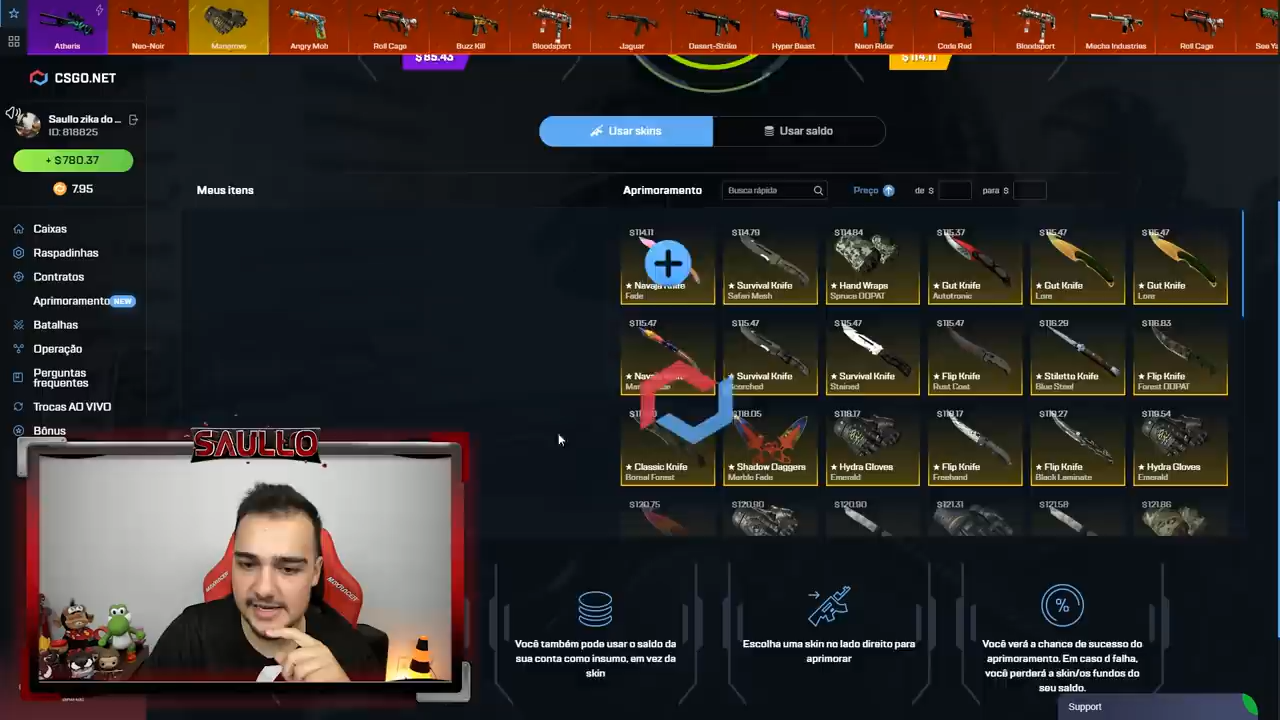 Atheris
Neo-Noir
Mangrove
Angry Mob
Roll Cage
Buzz Kill
Bloodsport
Jaguar
Desert-Strike
Hyper Beast
Neon Rider
Code Red
Bloodsport
Mecha Industries
Roll Cage
CSGO.NET
$ 85.43
$ 114.11
Saullo zika do ...
ID: 818825
+ $780.37
7.95
Usar skins
Usar saldo
Meus itens
Aprimoramento
Busca rápida
Preço
de $
para $
Caixas
Raspadinhas
Contratos
Aprimoramento NEW
Batalhas
Operação
Perguntas
frequentes
Trocas AO VIVO
Bônus
$114.11
$114.79
$114.84
$115.37
$115.47
$115.47
★ Navaja Knife
Fade
★ Survival Knife
Safari Mesh
★ Hand Wraps
Spruce DDPAT
★ Gut Knife
Autotronic
★ Gut Knife
Lore
★ Gut Knife
Lore
$115.47
$115.47
$115.47
$115.47
$116.29
$116.83
★ Survival Knife
Scorched
★ Survival Knife
Stained
★ Flip Knife
Rust Coat
★ Stiletto Knife
Blue Steel
★ Flip Knife
Forest DDPAT
$118.05
$118.17
$118.17
$118.27
$118.54
★ Classic Knife
Boreal Forest
★ Shadow Daggers
Marble Fade
★ Hydra Gloves
Emerald
★ Flip Knife
Freehand
★ Flip Knife
Black Laminate
★ Hydra Gloves
Emerald
$120.75
$120.90
$120.90
$121.31
$121.58
$121.86
SAULLO
MAXRACER
Você também pode usar o saldo da
sua conta como insumo, em vez da
skin
Escolha uma skin no lado direito para
aprimorar
Você verá a chance de sucesso do
aprimoramento. Em caso d falha,
você perderá a skin/os fundos do
seu saldo.
Support